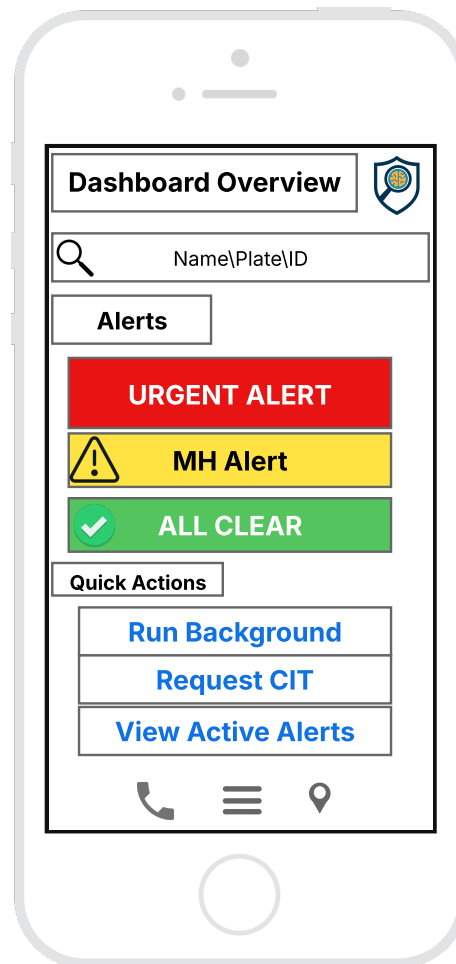 Dashboard Overview
Name\Plate\ID
Alerts
URGENT ALERT
MH Alert
ALL CLEAR
Quick Actions
Run Background
Request CIT
View Active Alerts